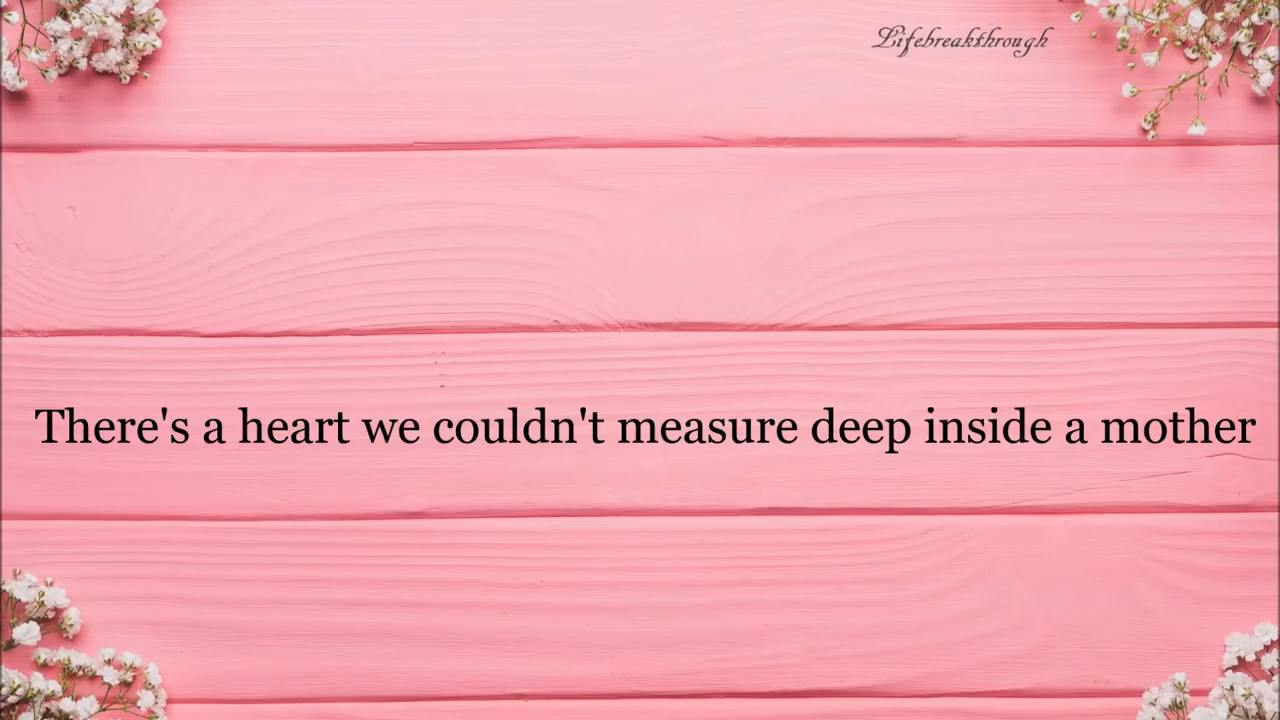 Lifebreakthrough
There's a heart we couldn't measure deep inside a mother